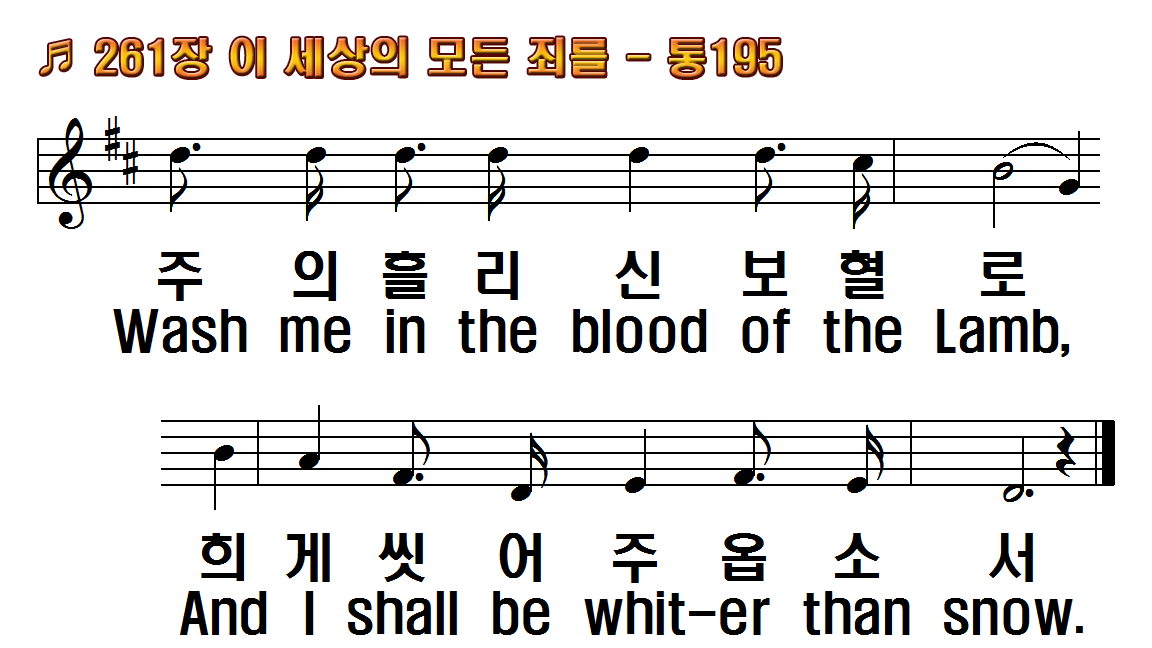 ♬ 261장 이 세상의 모든 죄를 - 통195
주 의 흘 리 신 보 혈 로
Wash me in the blood of the Lamb,
희 게 씻 어 주 옵 소 서
And I shall be whit-er than snow.